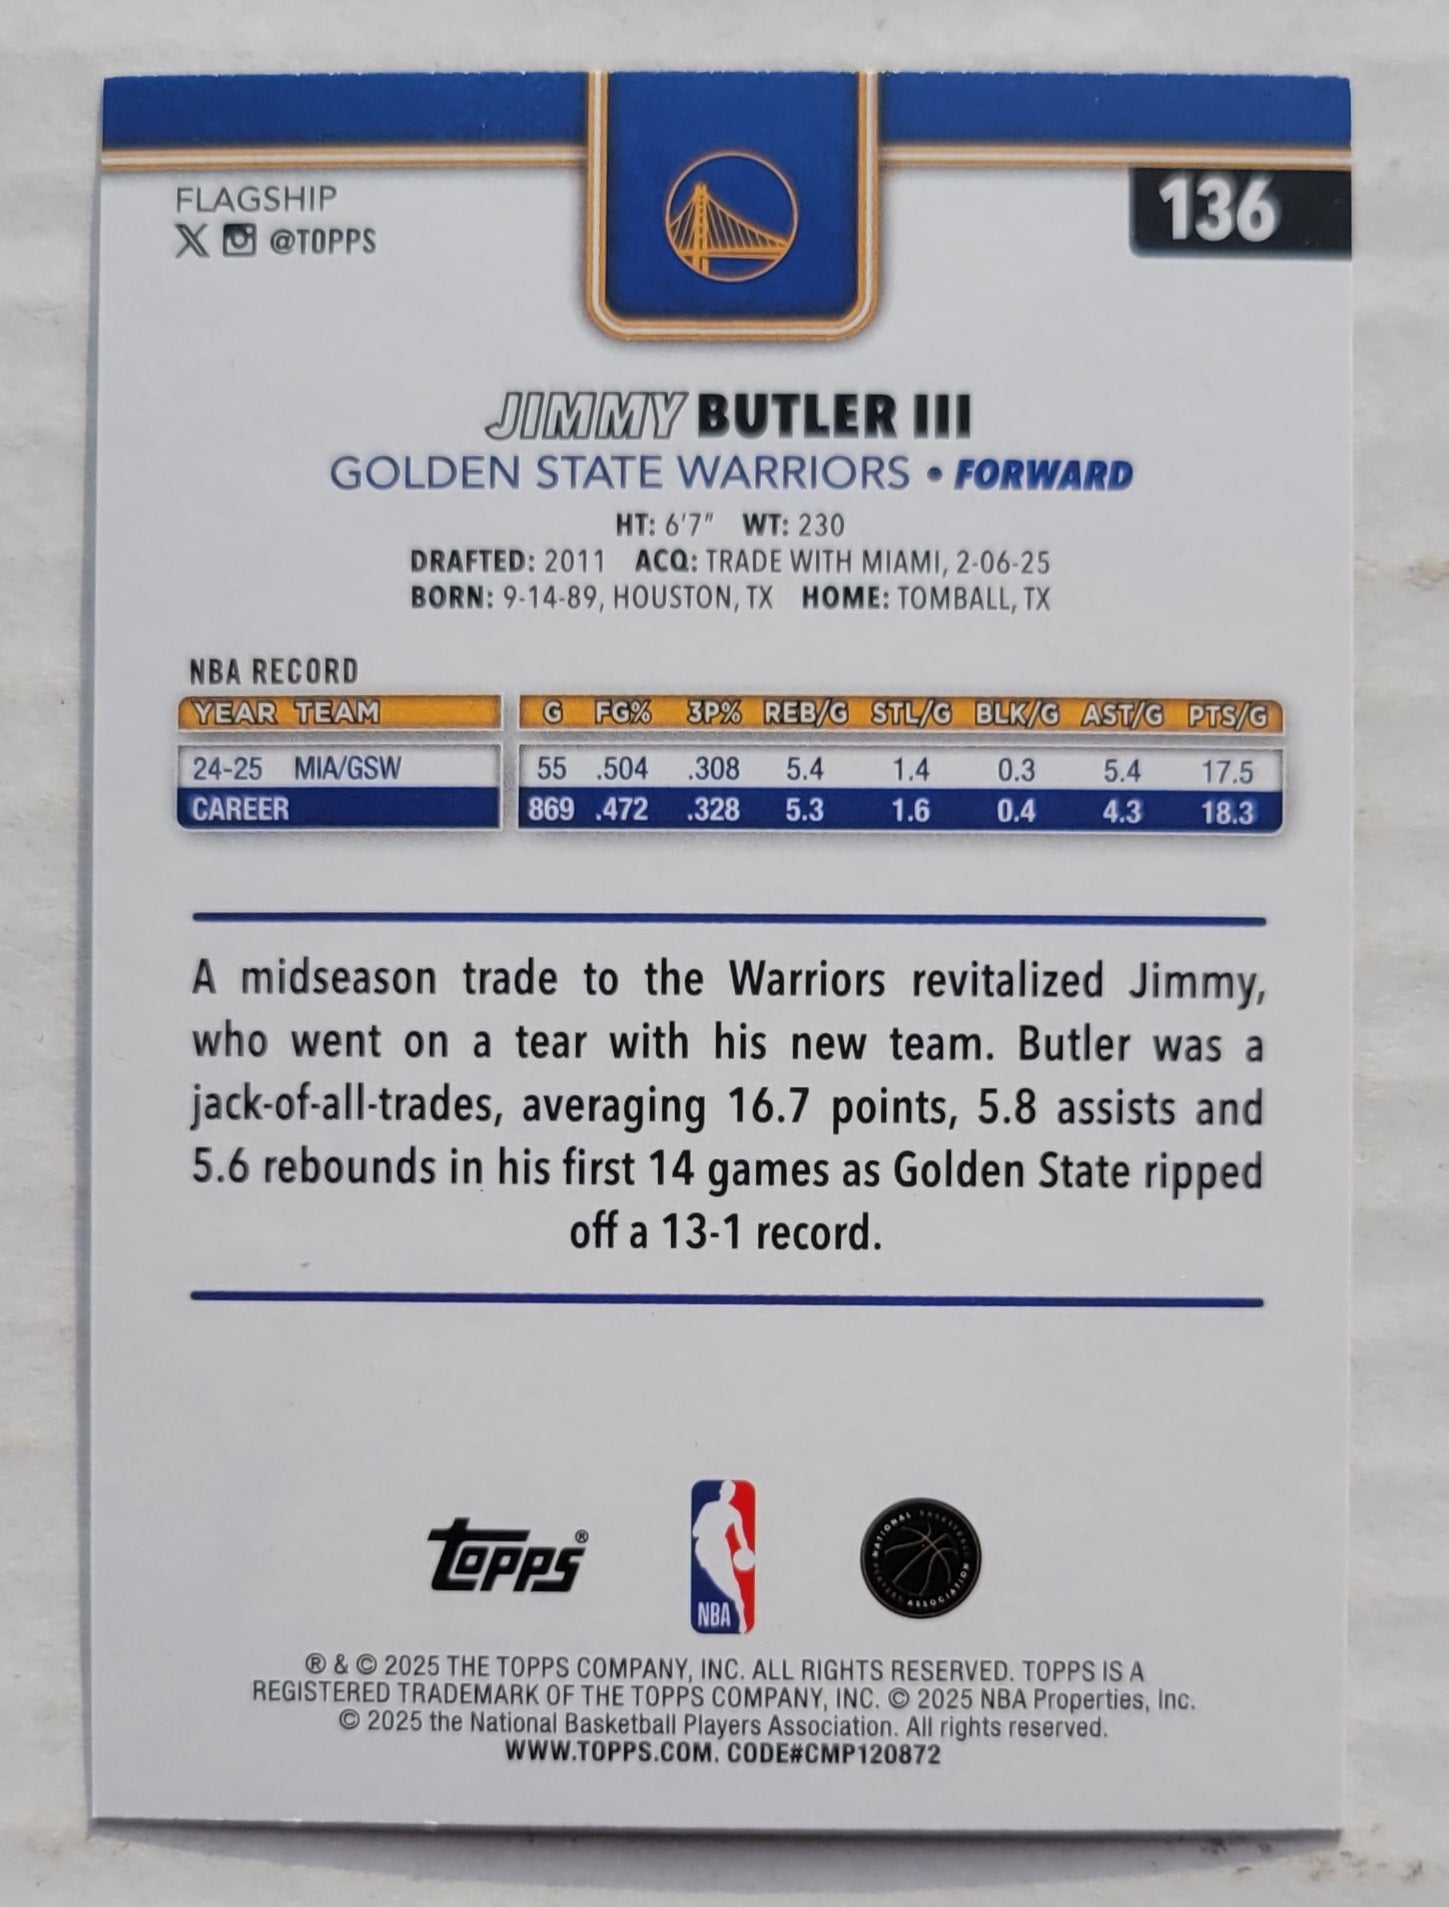 FLAGSHIP
136
X @TOPPS
JIMMY BUTLER III
GOLDEN STATE WARRIORS • FORWARD
HT: 6'7" WT: 230
DRAFTED: 2011 ACQ: TRADE WITH MIAMI, 2-06-25
BORN: 9-14-89, HOUSTON, TX HOME: TOMBALL, TX
NBA RECORD
YEAR TEAM G FG% 3P% REB/G STL/G BLK/G AST/G PTS/G
24-25 MIA/GSW 55 .504 .308 5.4 1.4 0.3 5.4 17.5
CAREER 869 .472 .328 5.3 1.6 0.4 4.3 18.3
A midseason trade to the Warriors revitalized Jimmy,
who went on a tear with his new team. Butler was a
jack-of-all-trades, averaging 16.7 points, 5.8 assists and
5.6 rebounds in his first 14 games as Golden State ripped
off a 13-1 record.
Topps®
NBA
NATIONAL BASKETBALL PLAYERS ASSOCIATION
® & © 2025 THE TOPPS COMPANY, INC. ALL RIGHTS RESERVED. TOPPS IS A
REGISTERED TRADEMARK OF THE TOPPS COMPANY, INC. © 2025 NBA Properties, Inc.
© 2025 the National Basketball Players Association. All rights reserved.
WWW.TOPPS.COM. CODE#CMP120872